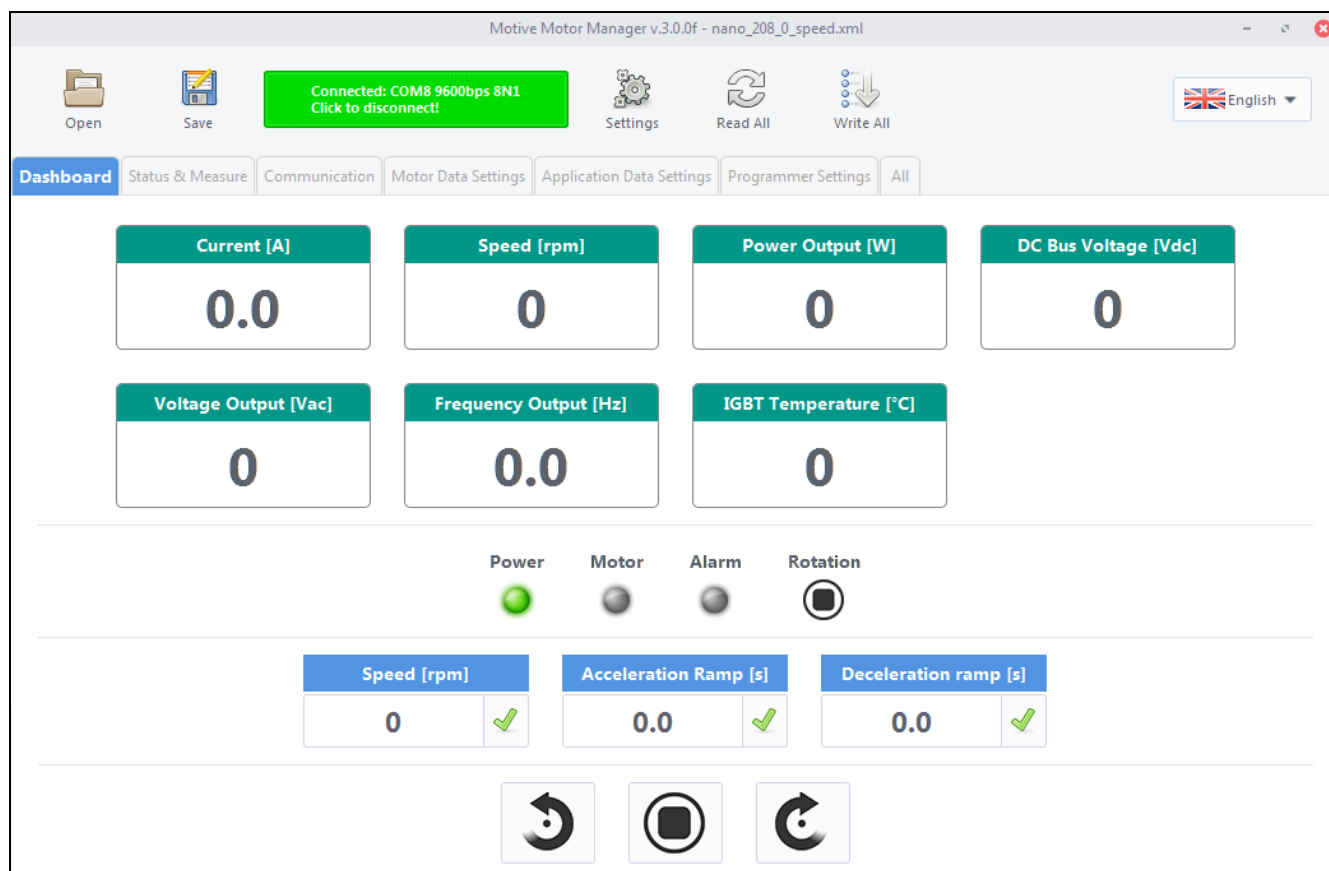 Motive Motor Manager v.3.0.0f - nano_208_0_speed.xml
Connected: COM8 9600bps 8N1
Click to disconnect!
Open Save Settings Read All Write All English
Dashboard Status & Measure Communication Motor Data Settings Application Data Settings Programmer Settings All
Current [A] Speed [rpm] Power Output [W] DC Bus Voltage [Vdc]
0.0 0 0 0
Voltage Output [Vac] Frequency Output [Hz] IGBT Temperature [°C]
0 0.0 0
Power Motor Alarm Rotation
Speed [rpm] Acceleration Ramp [s] Deceleration ramp [s]
0 0.0 0.0